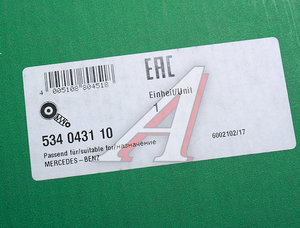 4 005108 804518
EAC
Einheit/Unit
1
534 0431 10
6002102/17
Passend für/suitable for/назначение
MERCEDES-BENZ